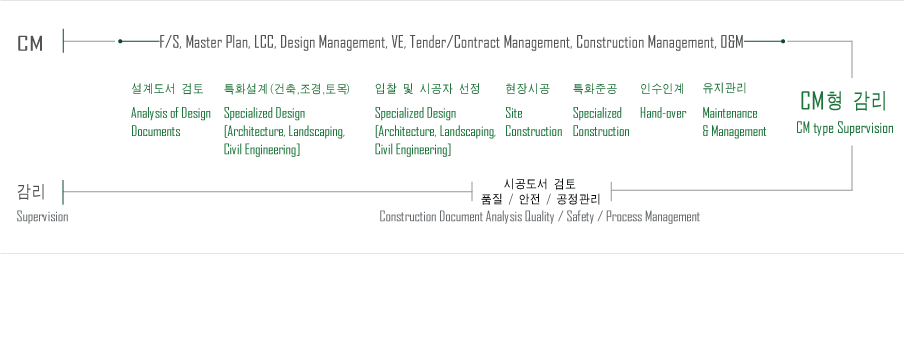 CM
F/S, Master Plan, LCC, Design Management, VE, Tender/Contract Management, Construction Management, O&M
설계도서 검토
Analysis of Design
Documents
특화설계(건축,조경,토목)
Specialized Design
[Architecture, Landscaping,
Civil Engineering]
입찰 및 시공자 선정
Specialized Design
[Architecture, Landscaping,
Civil Engineering]
현장시공
Site
Construction
특화준공
Specialized
Construction
인수인계
Hand-over
유지관리
Maintenance
& Management
CM형 감리
CM type Supervision
감리
Supervision
시공도서 검토
품질 / 안전 / 공정관리
Construction Document Analysis Quality / Safety / Process Management